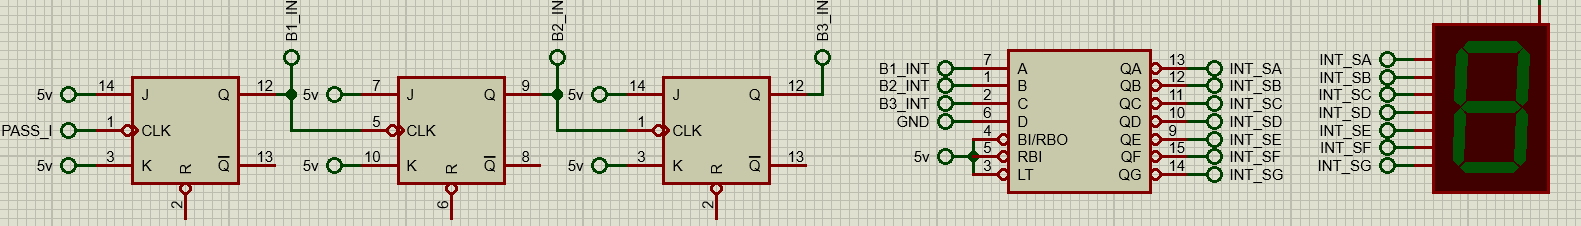 B1_IN
B2_IN
B3_IN
5v 14 J Q 12
PASS_I 1 CLK
5v 3 K R Q 13
2
5v 7 J Q 9
5 CLK
5v 10 K R Q 8
6
5v 14 J Q 12
1 CLK
5v 3 K R Q 13
2
B1_INT 7 A QA 13 INT_SA
B2_INT 1 B QB 12 INT_SB
B3_INT 2 C QC 11 INT_SC
GND 6 D QD 10 INT_SD
4 BI/RBO QE 9 INT_SE
5v 5 RBI QF 15 INT_SF
3 LT QG 14 INT_SG
INT_SA
INT_SB
INT_SC
INT_SD
INT_SE
INT_SF
INT_SG